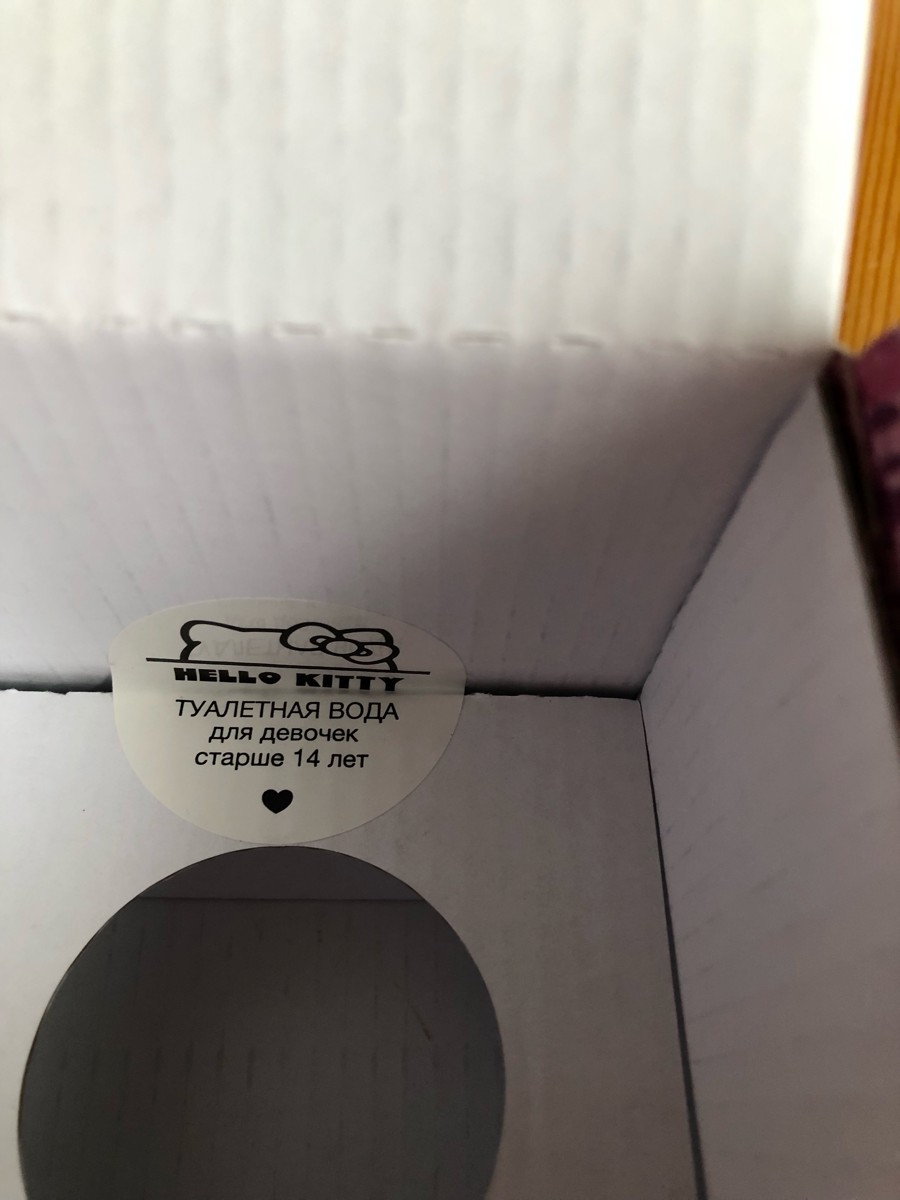 HELLO KITTY
ТУАЛЕТНАЯ ВОДА
для девочек
старше 14 лет